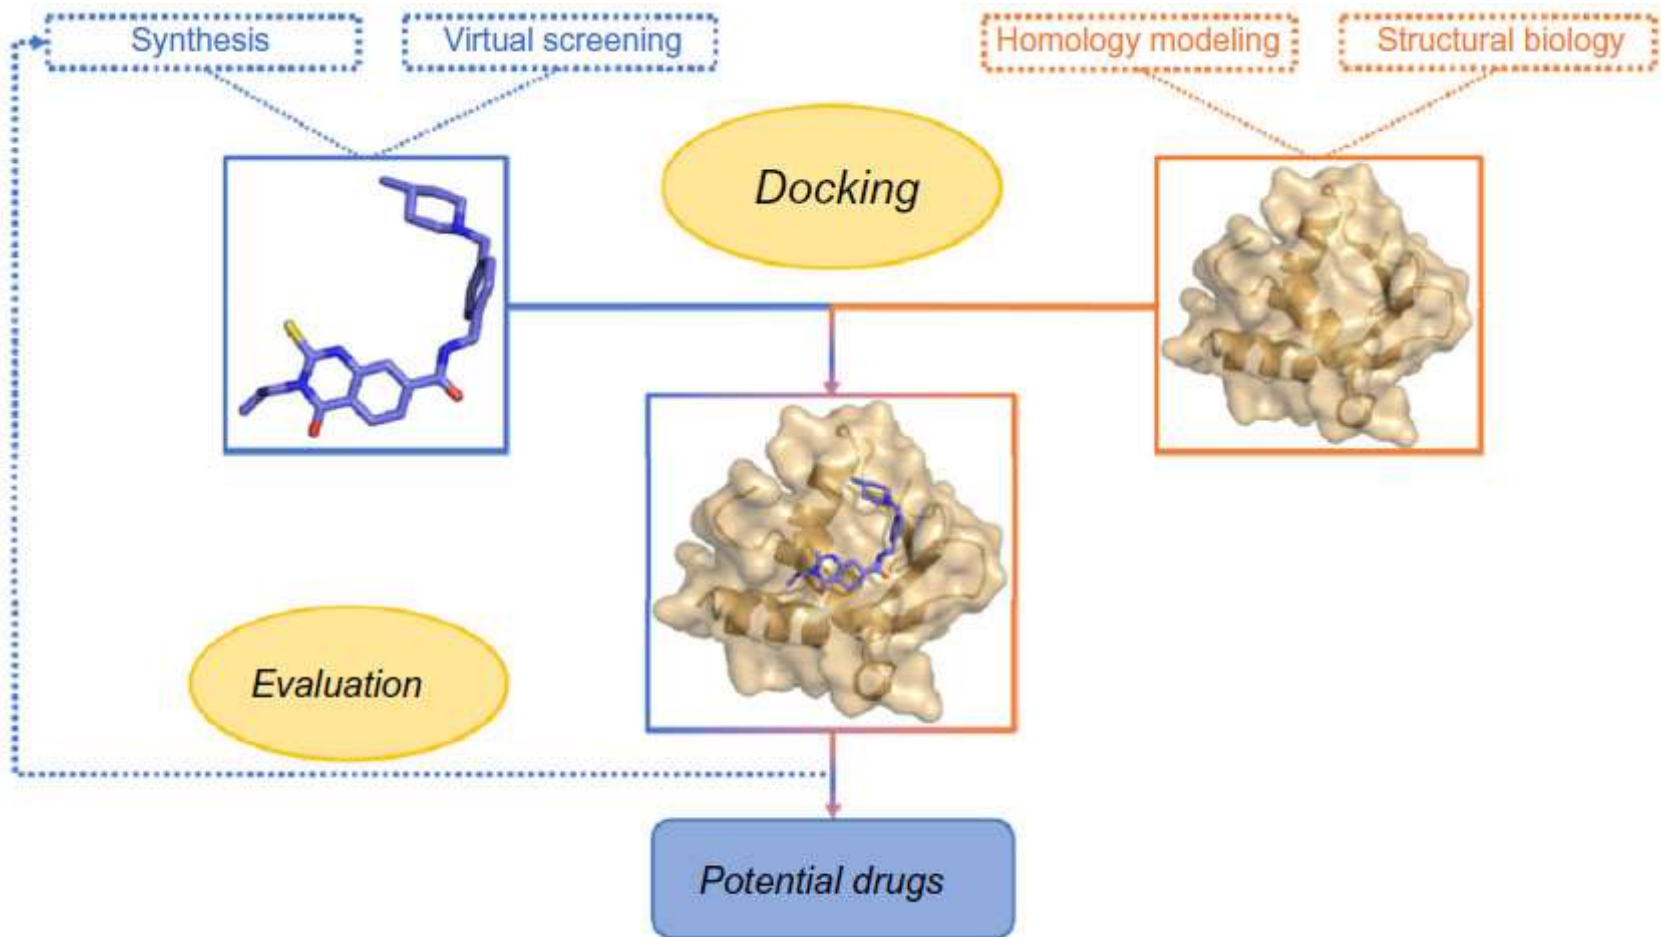 Synthesis
Virtual screening
Homology modeling
Structural biology
Docking
Evaluation
Potential drugs